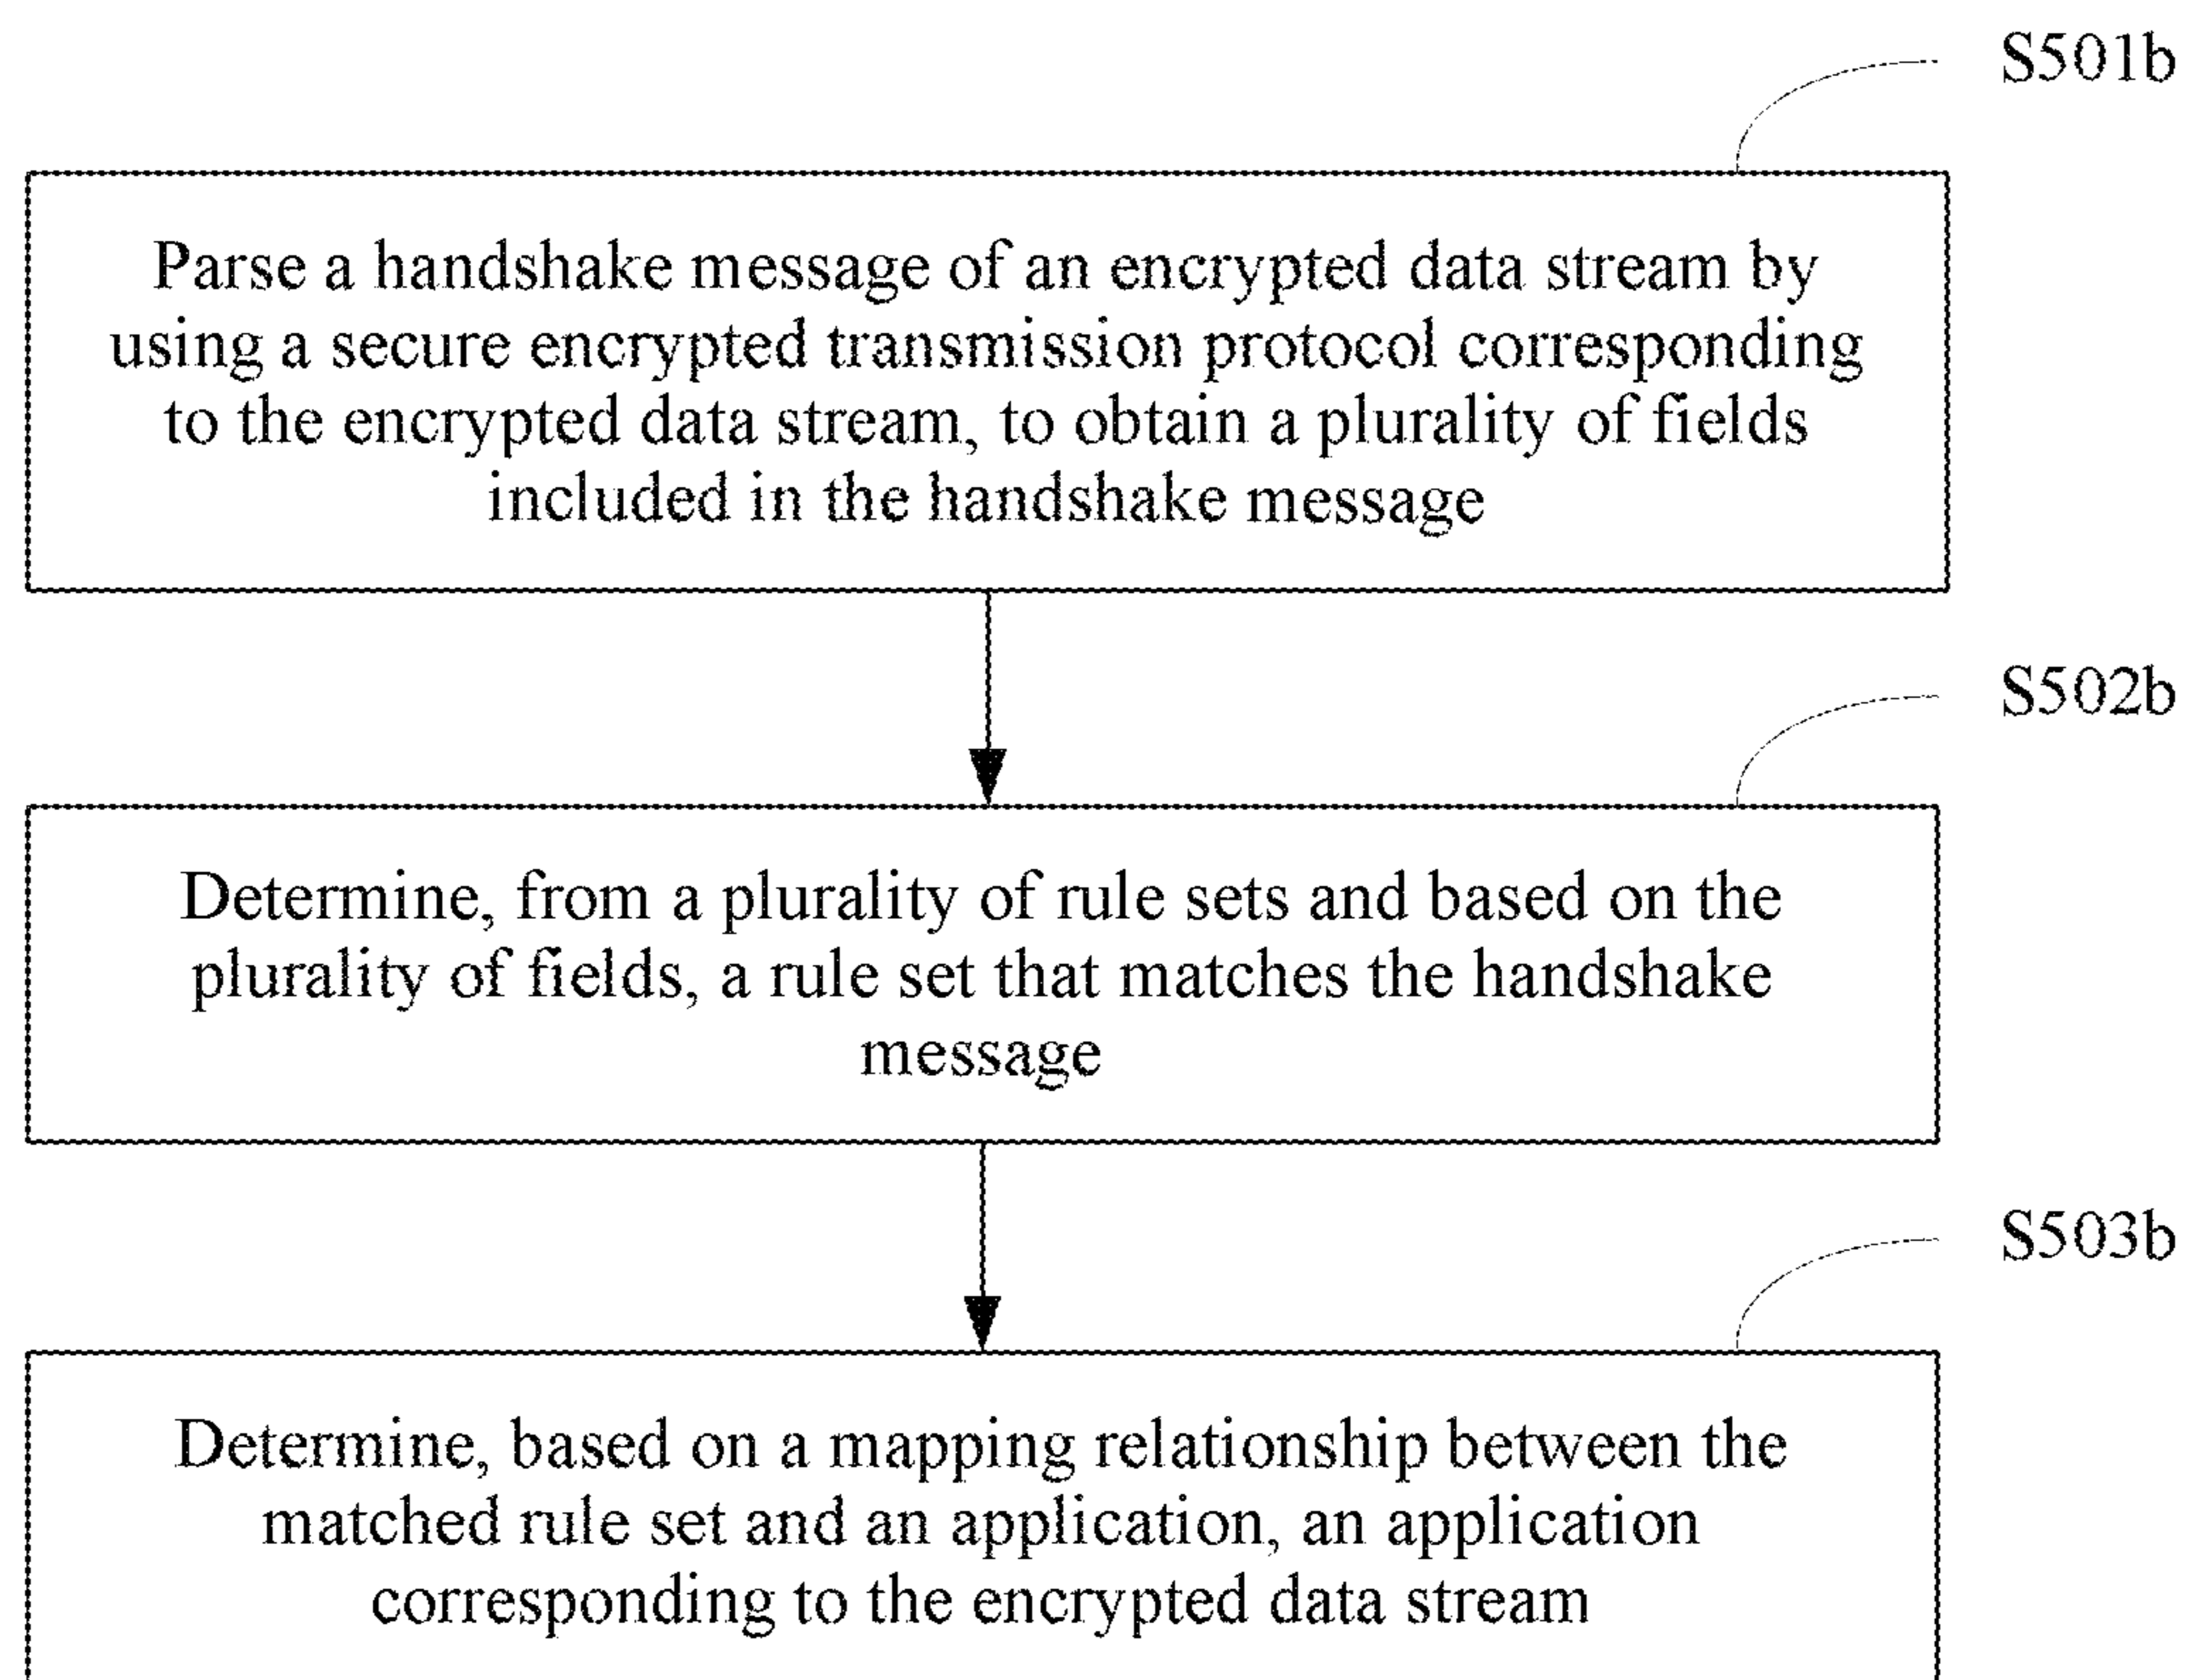 S501b
Parse a handshake message of an encrypted data stream by
using a secure encrypted transmission protocol corresponding
to the encrypted data stream, to obtain a plurality of fields
included in the handshake message
S502b
Determine, from a plurality of rule sets and based on the
plurality of fields, a rule set that matches the handshake
message
S503b
Determine, based on a mapping relationship between the
matched rule set and an application, an application
corresponding to the encrypted data stream